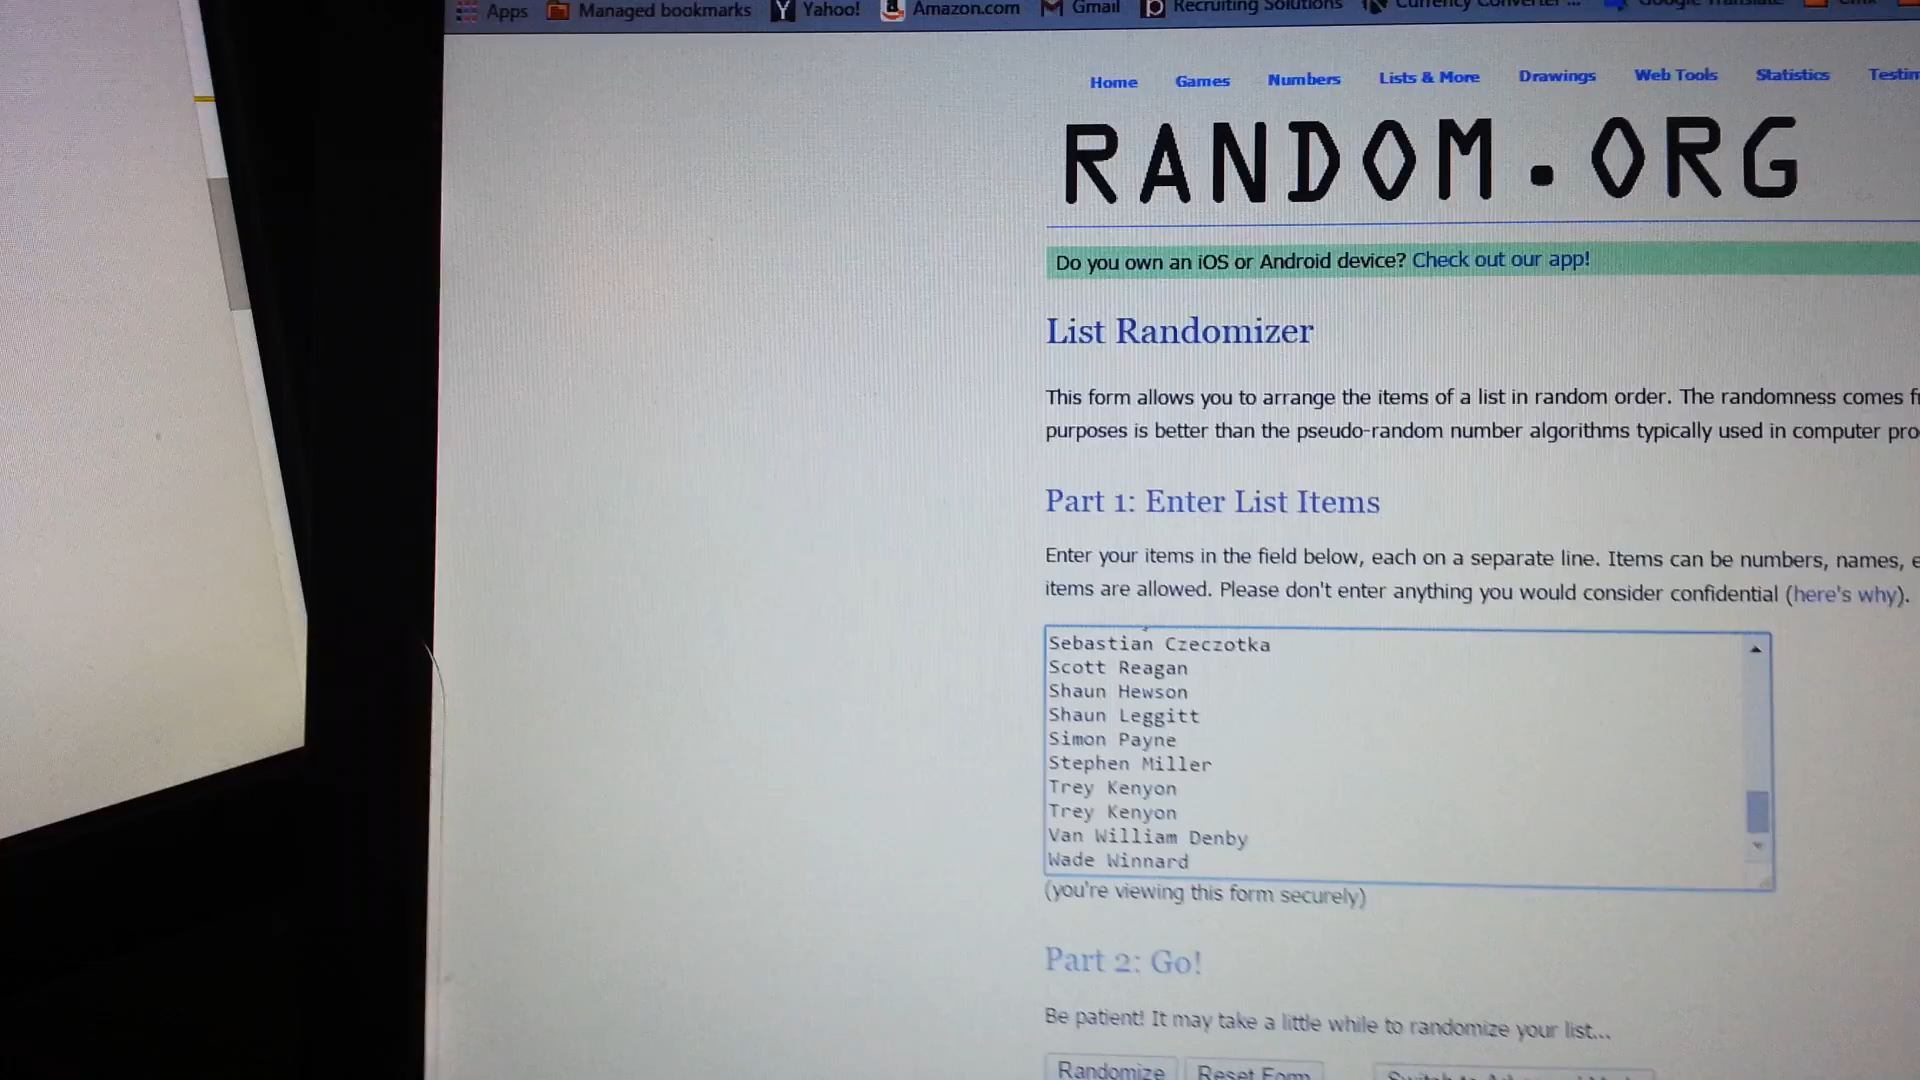 Apps Managed bookmarks Yahoo! Amazon.com Gmail Recruiting Solutions Currency Converter ... Google Translate
Home Games Numbers Lists & More Drawings Web Tools Statistics Testim
RANDOM.ORG
Do you own an iOS or Android device? Check out our app!
List Randomizer
This form allows you to arrange the items of a list in random order. The randomness comes f
purposes is better than the pseudo-random number algorithms typically used in computer pro
Part 1: Enter List Items
Enter your items in the field below, each on a separate line. Items can be numbers, names, e
items are allowed. Please don't enter anything you would consider confidential (here's why).
Sebastian Czeczotka
Scott Reagan
Shaun Hewson
Shaun Leggitt
Simon Payne
Stephen Miller
Trey Kenyon
Trey Kenyon
Van William Denby
Wade Winnard
(you're viewing this form securely)
Part 2: Go!
Be patient! It may take a little while to randomize your list...
Randomize Reset Form